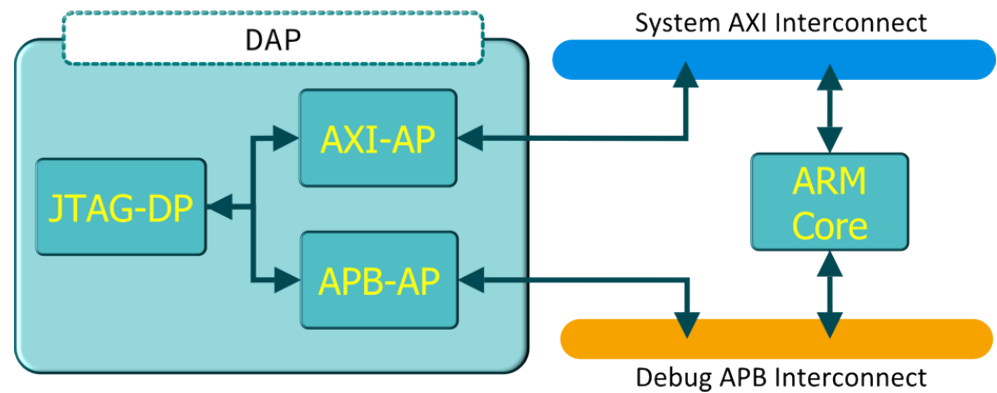 DAP
System AXI Interconnect
AXI-AP
JTAG-DP
ARM
Core
APB-AP
Debug APB Interconnect